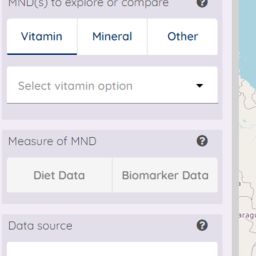 MND(s) to explore or compare
Vitamin Mineral Other
Select vitamin option
Measure of MND
Diet Data Biomarker Data
Data source